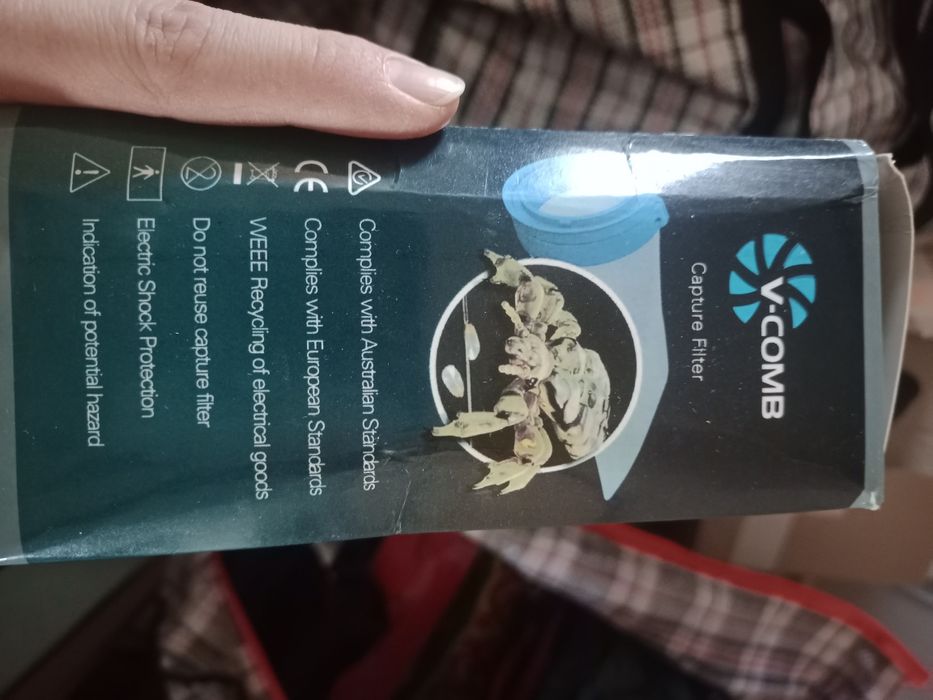 V-COMB
Capture Filter
Complies with Australian Standards
CE
Complies with European Standards
WEEE Recycling of electrical goods
Do not reuse capture filter
Electric Shock Protection
Indication of potential hazard